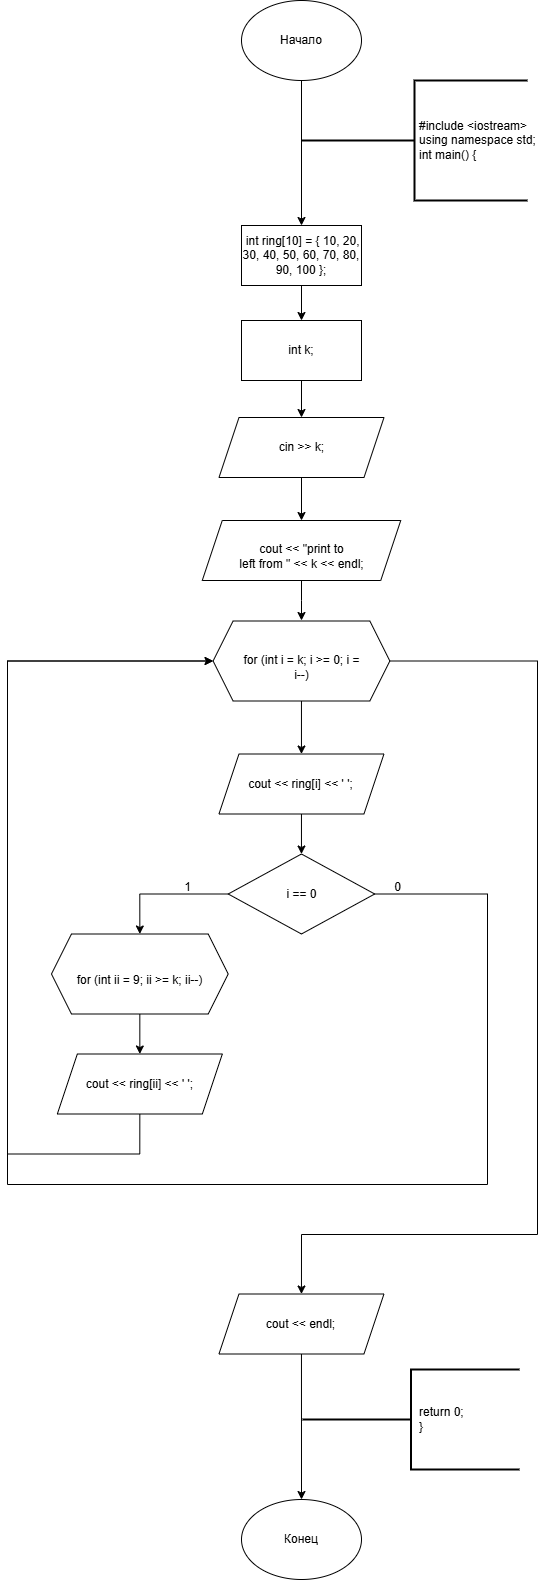 Начало
#include <iostream>
using namespace std;
int main() {
int ring[10] = { 10, 20,
30, 40, 50, 60, 70, 80,
90, 100 };
int k;
cin >> k;
cout << "print to
left from " << k << endl;
for (int i = k; i >= 0; i =
i--)
cout << ring[i] << ' ';
i == 0
1
0
for (int ii = 9; ii >= k; ii--)
cout << ring[ii] << ' ';
cout << endl;
return 0;
}
Конец